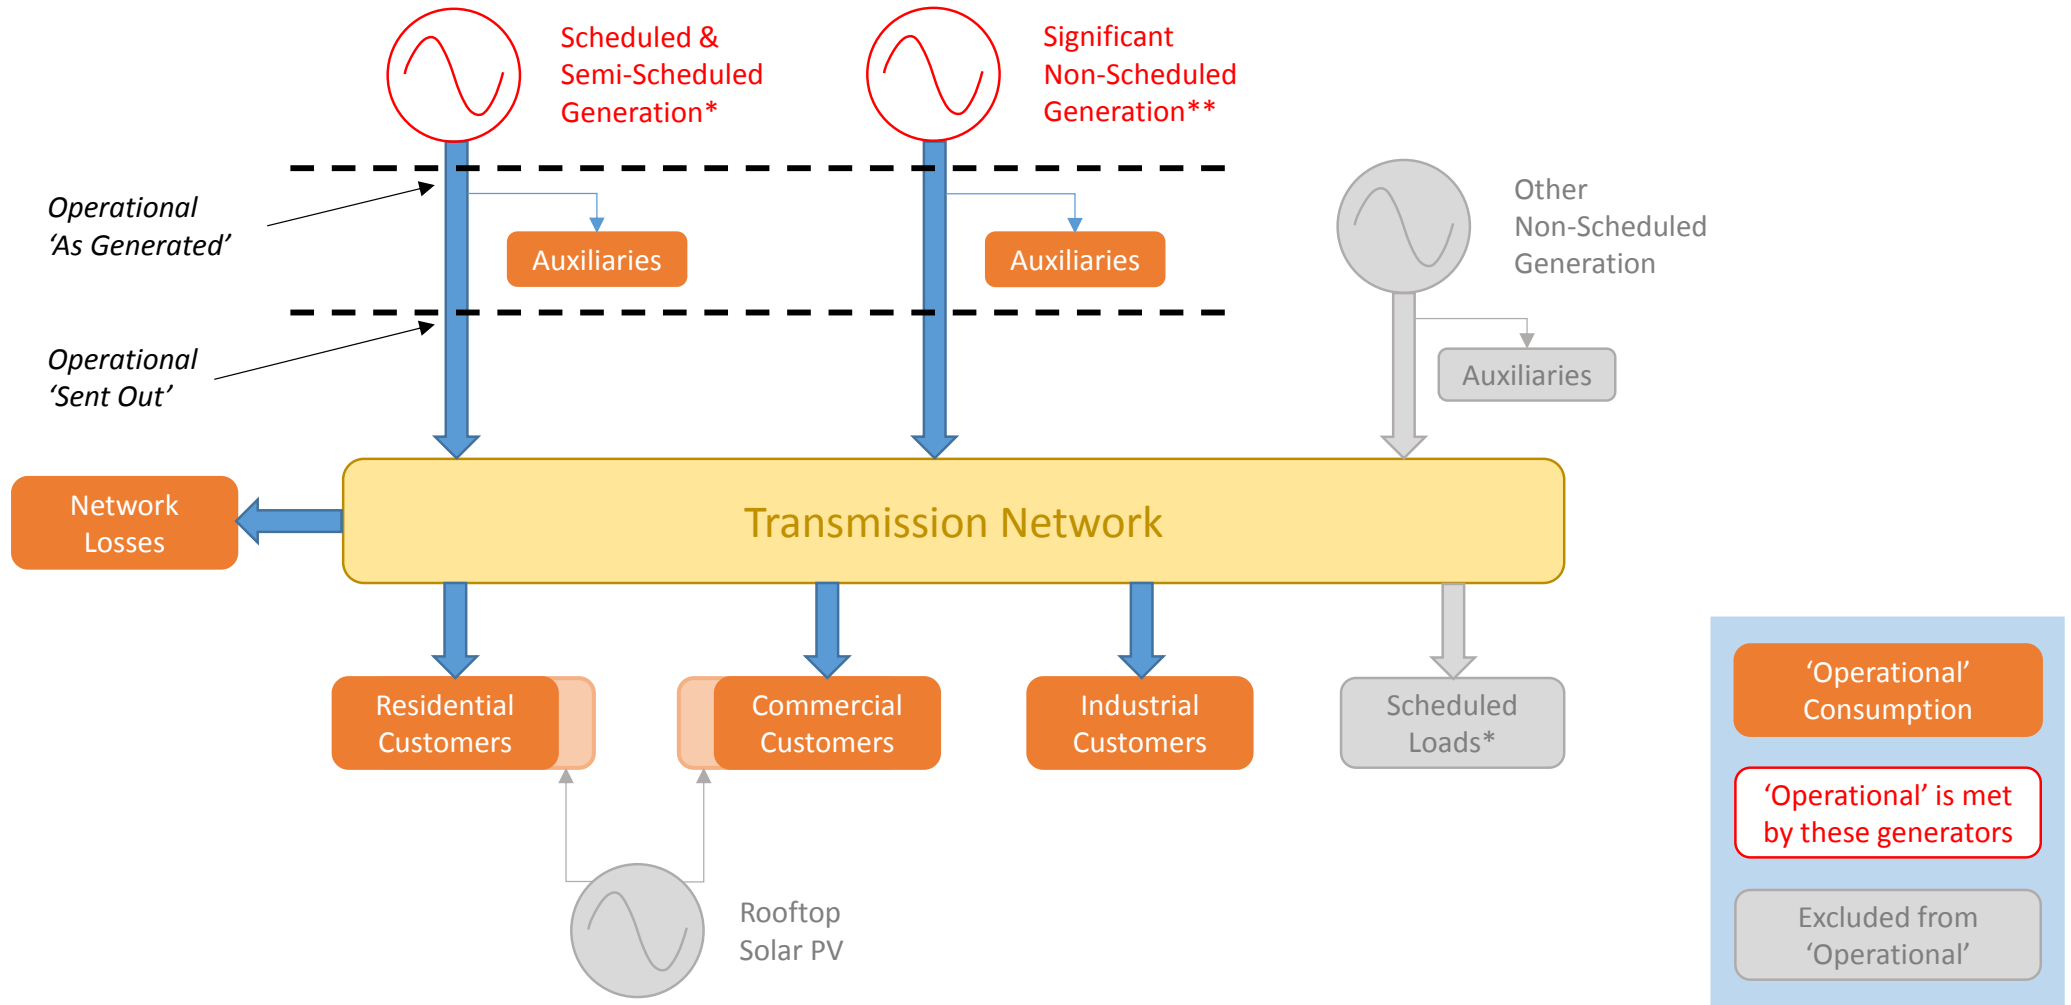 Scheduled &
Semi-Scheduled
Generation*
Significant
Non-Scheduled
Generation**
Operational
‘As Generated’
Auxiliaries
Auxiliaries
Other
Non-Scheduled
Generation
Operational
‘Sent Out’
Auxiliaries
Network
Losses
Transmission Network
Residential
Customers
Commercial
Customers
Industrial
Customers
Scheduled
Loads*
Rooftop
Solar PV
‘Operational’
Consumption
‘Operational’ is met
by these generators
Excluded from
‘Operational’